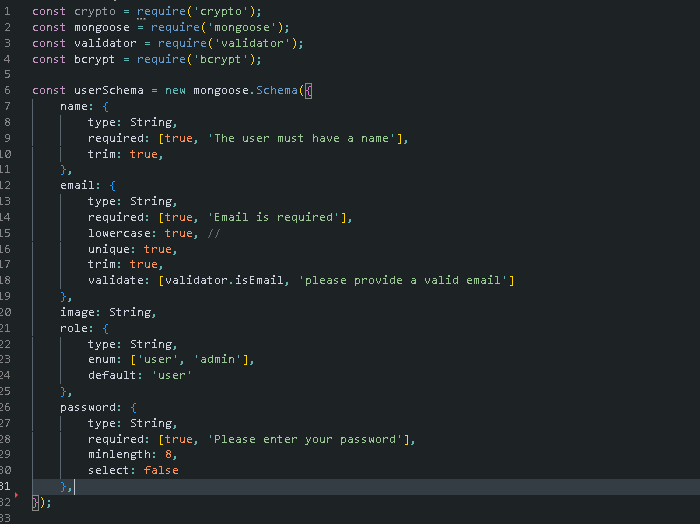 1 const crypto = require('crypto');
2 const mongoose = require('mongoose');
3 const validator = require('validator');
4 const bcrypt = require('bcrypt');
5
6 const userSchema = new mongoose.Schema({
7     name: {
8         type: String,
9         required: [true, 'The user must have a name'],
10         trim: true,
11     },
12     email: {
13         type: String,
14         required: [true, 'Email is required'],
15         lowercase: true, //
16         unique: true,
17         trim: true,
18         validate: [validator.isEmail, 'please provide a valid email']
19     },
20     image: String,
21     role: {
22         type: String,
23         enum: ['user', 'admin'],
24         default: 'user'
25     },
26     password: {
27         type: String,
28         required: [true, 'Please enter your password'],
29         minlength: 8,
30         select: false
31     },
32 });
33